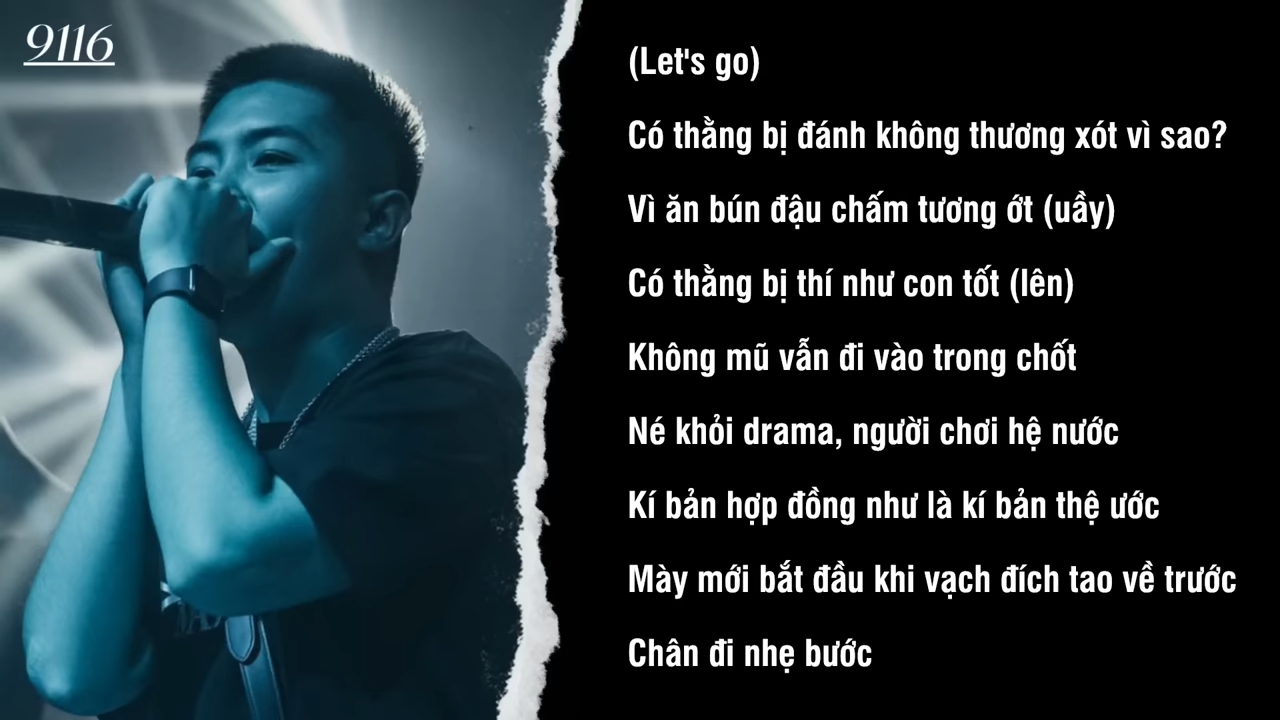 9116
(Let's go)
Có thằng bị đánh không thương xót vì sao?
Vì ăn bún đậu chấm tương ớt (uầy)
Có thằng bị thí như con tốt (lên)
Không mũ vẫn đi vào trong chốt
Né khỏi drama, người chơi hệ nước
Kí bản hợp đồng như là kí bản thệ ước
Mày mới bắt đầu khi vạch đích tao về trước
Chân đi nhẹ bước